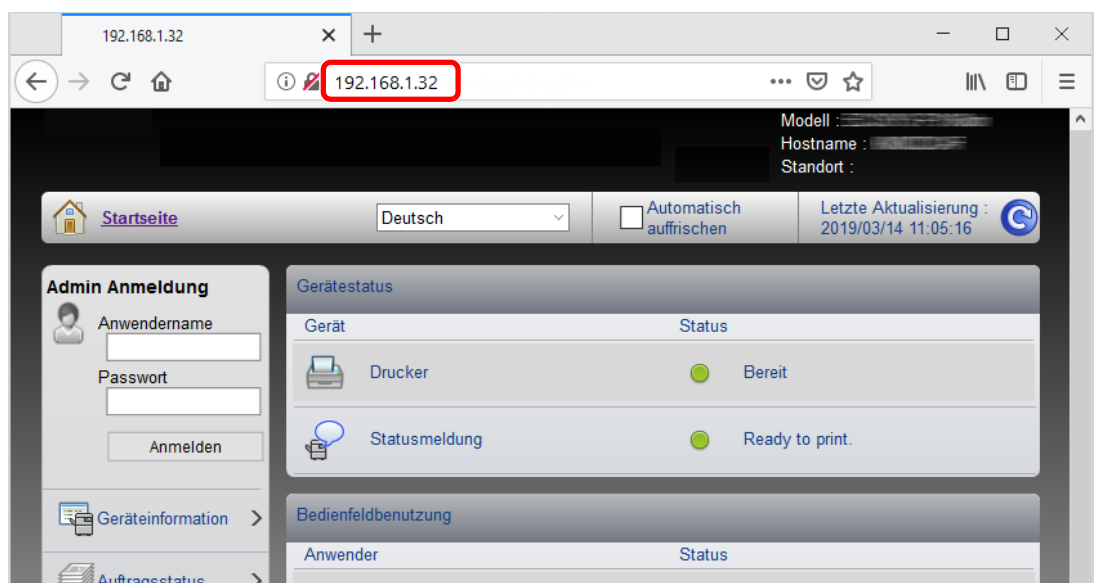 192.168.1.32
192.168.1.32
Modell :
Hostname :
Standort :
Startseite
Deutsch
Automatisch
auffrischen
Letzte Aktualisierung :
2019/03/14 11:05:16
Admin Anmeldung
Anwendername
Passwort
Anmelden
Geräteinformation
Auftragsstatus
Gerätestatus
Gerät Status
Drucker Bereit
Statusmeldung Ready to print.
Bedienfeldbenutzung
Anwender Status